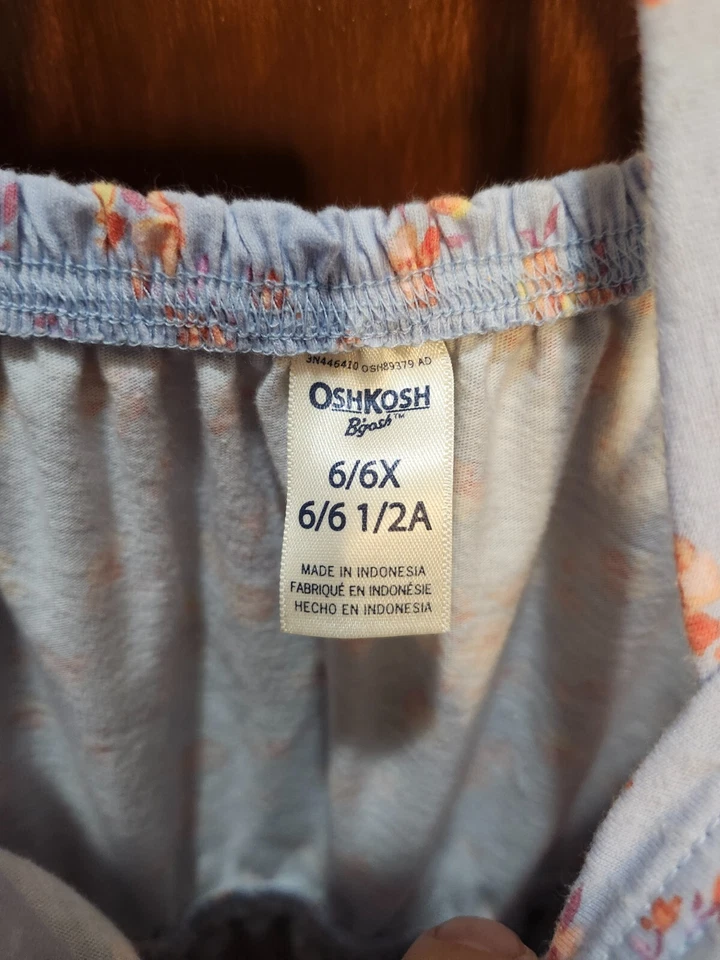 3N446410 OSH89379 AD
OSHKOSH
B'gosh™
6/6X
6/6 1/2A
MADE IN INDONESIA
FABRIQUÉ EN INDONÉSIE
HECHO EN INDONESIA